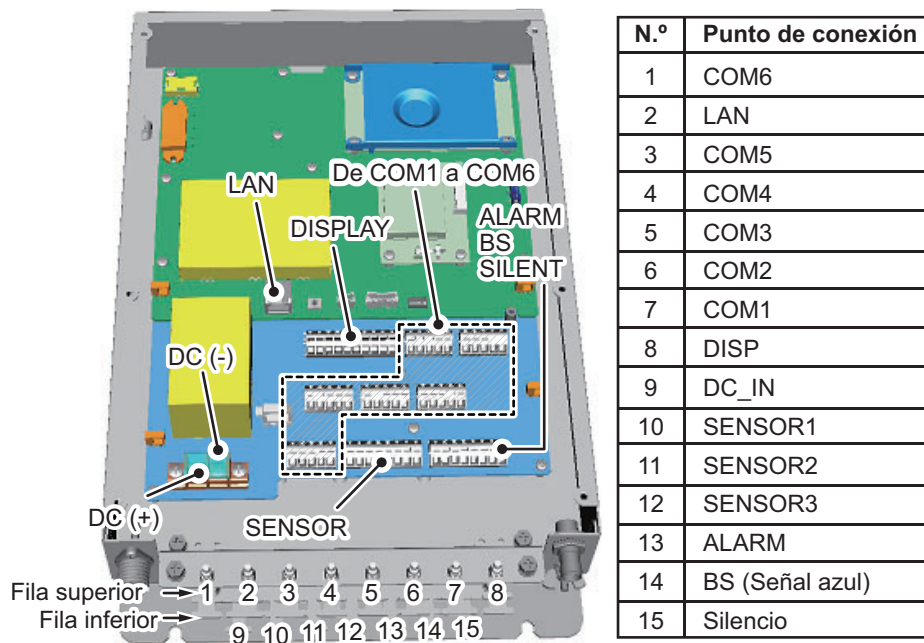 LAN
De COM1 a COM6
DISPLAY
ALARM
BS
SILENT
DC (-)
DC (+)
SENSOR
Fila superior
1 2 3 4 5 6 7 8
Fila inferior
9 10 11 12 13 14 15
N.º Punto de conexión
1 COM6
2 LAN
3 COM5
4 COM4
5 COM3
6 COM2
7 COM1
8 DISP
9 DC_IN
10 SENSOR1
11 SENSOR2
12 SENSOR3
13 ALARM
14 BS (Señal azul)
15 Silencio